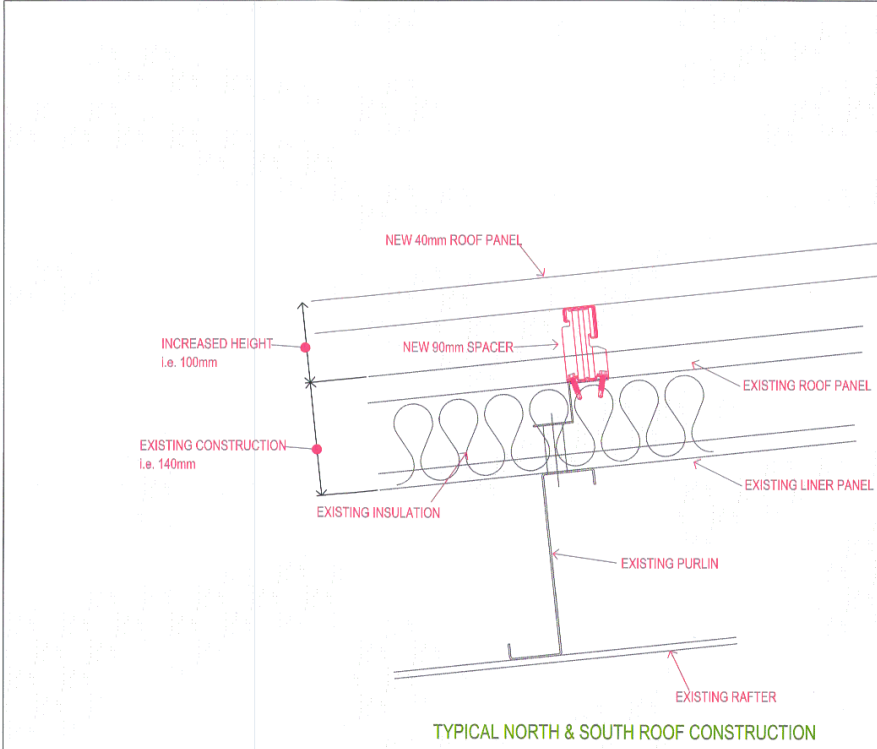 NEW 40mm ROOF PANEL
INCREASED HEIGHT
i.e. 100mm
NEW 90mm SPACER
EXISTING ROOF PANEL
EXISTING CONSTRUCTION
i.e. 140mm
EXISTING LINER PANEL
EXISTING INSULATION
EXISTING PURLIN
EXISTING RAFTER
TYPICAL NORTH & SOUTH ROOF CONSTRUCTION